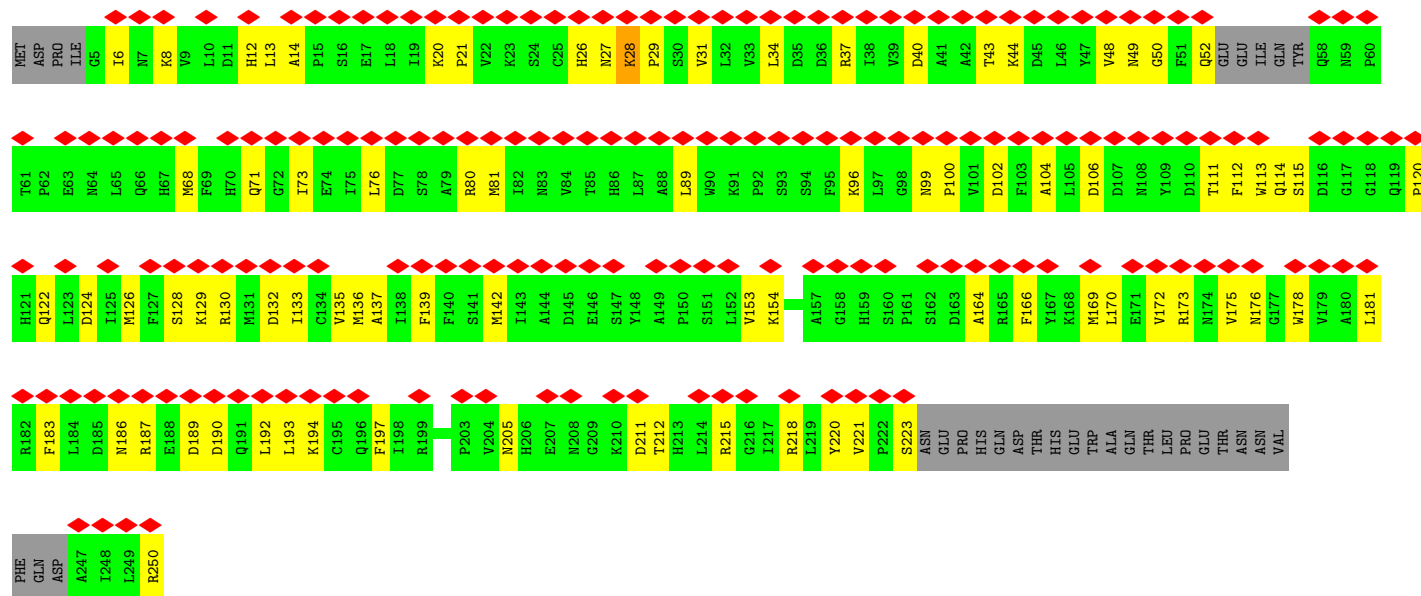 MET ASP PRO ILE G5 I6 N7 K8 V9 L10 D11 H12 L13 A14 P15 S16 E17 L18 I19 K20 P21 V22 K23 S24 C25 H26 N27 K28 P29 S30 V31 L32 V33 L34 D35 D36 R37 I38 V39 D40 A41 A42 T43 K44 D45 L46 Y47 V48 N49 G50 F51 Q52 GLU GLU ILE GLN TYR Q58 N59 P60
T61 P62 E63 N64 L65 Q66 H67 M68 F69 H70 Q71 G72 I73 E74 I75 L76 D77 S78 A79 R80 M81 I82 N83 V84 T85 H86 L87 A88 L89 W90 K91 P92 S93 S94 F95 K96 L97 G98 N99 P100 V101 D102 F103 A104 L105 D106 D107 N108 Y109 D110 T111 F112 W113 Q114 S115 D116 G117 G118 Q119 P120
H121 Q122 L123 D124 I125 M126 F127 S128 K129 R130 M131 D132 I133 C134 V135 M136 A137 I138 F139 F140 S141 M142 I143 A144 D145 E146 S147 Y148 A149 P150 S151 L152 V153 K154 A157 G158 H159 S160 P161 S162 D163 A164 R165 F166 Y167 K168 M169 L170 E171 V172 R173 N174 V175 N176 G177 W178 V179 A180 L181
R182 F183 L184 D185 N186 R187 E188 D189 D190 Q191 L192 L193 K194 C195 Q196 F197 I198 R199 P203 V204 N205 H206 E207 N208 G209 K210 D211 T212 H213 L214 R215 G216 I217 R218 L219 Y220 V221 P222 S223 ASN GLU PRO HIS GLN ASP THR HIS GLU TRP ALA GLN THR LEU PRO GLU THR ASN ASN VAL
PHE GLN ASP A247 I248 L249 R250